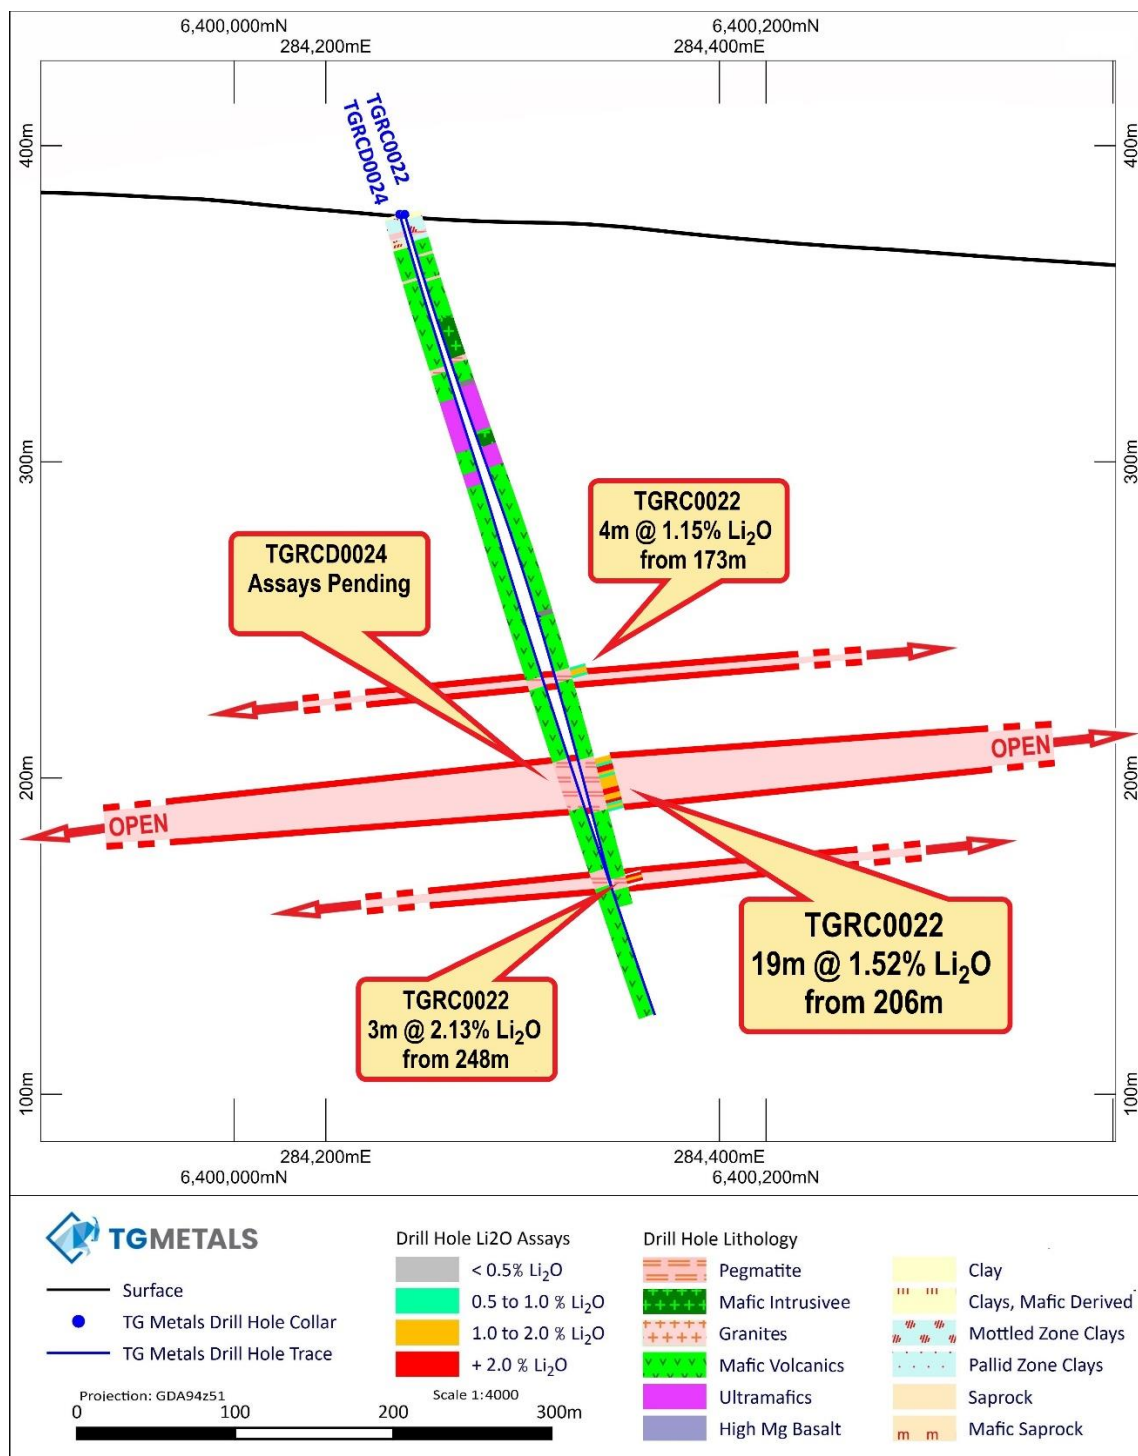 6,400,000mN 6,400,200mN
284,200mE 284,400mE
400m 400m
TGRC0022
TGRCD0024
300m 300m
TGRC0022
4m @ 1.15% Li2O
from 173m
TGRCD0024
Assays Pending
200m 200m
OPEN
OPEN
TGRC0022
19m @ 1.52% Li2O
from 206m
TGRC0022
3m @ 2.13% Li2O
from 248m
100m 100m
284,200mE 284,400mE
6,400,000mN 6,400,200mN
TGMETALS
Surface
TG Metals Drill Hole Collar
TG Metals Drill Hole Trace
Projection: GDA94z51 Scale 1:4000
0 100 200 300m
Drill Hole Li2O Assays
< 0.5% Li2O
0.5 to 1.0 % Li2O
1.0 to 2.0 % Li2O
+ 2.0 % Li2O
Drill Hole Lithology
Pegmatite
Mafic Intrusivee
Granites
Mafic Volcanics
Ultramafics
High Mg Basalt
Clay
Clays, Mafic Derived
Mottled Zone Clays
Pallid Zone Clays
Saprock
m m Mafic Saprock